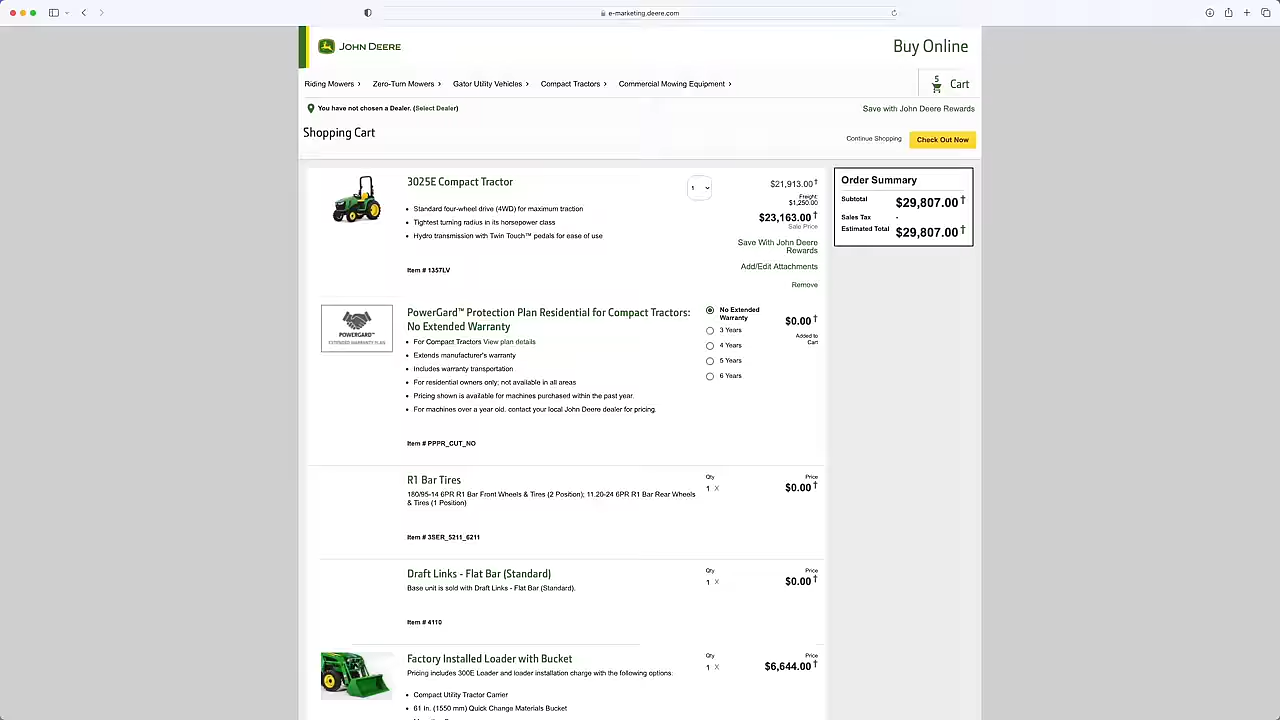 e-marketing.deere.com
JOHN DEERE
Buy Online
Riding Mowers › Zero-Turn Mowers › Gator Utility Vehicles › Compact Tractors › Commercial Mowing Equipment ›
5
Cart
You have not chosen a Dealer. (Select Dealer)
Save with John Deere Rewards
Shopping Cart
Continue Shopping
Check Out Now
3025E Compact Tractor
Standard four-wheel drive (4WD) for maximum traction
Tightest turning radius in its horsepower class
Hydro transmission with Twin Touch™ pedals for ease of use
Item # 1357LV
1
$21,913.00†
Freight:
$1,250.00
$23,163.00†
Sale Price
Save With John Deere
Rewards
Add/Edit Attachments
Remove
Order Summary
Subtotal $29,807.00†
Sales Tax -
Estimated Total $29,807.00†
POWERGARD™
EXTENDED WARRANTY PLAN
PowerGard™ Protection Plan Residential for Compact Tractors:
No Extended Warranty
For Compact Tractors View plan details
Extends manufacturer's warranty
Includes warranty transportation
For residential owners only; not available in all areas
Pricing shown is available for machines purchased within the past year.
For machines over a year old. contact your local John Deere dealer for pricing.
Item # PPPR_CUT_NO
No Extended
Warranty
3 Years
4 Years
5 Years
6 Years
$0.00†
Added to
Cart
R1 Bar Tires
180/95-14 6PR R1 Bar Front Wheels & Tires (2 Position); 11.20-24 6PR R1 Bar Rear Wheels
& Tires (1 Position)
Item # 3SER_5211_6211
Qty
1 X
Price
$0.00†
Draft Links - Flat Bar (Standard)
Base unit is sold with Draft Links - Flat Bar (Standard).
Item # 4110
Qty
1 X
Price
$0.00†
Factory Installed Loader with Bucket
Pricing includes 300E Loader and loader installation charge with the following options:
Compact Utility Tractor Carrier
61 In. (1550 mm) Quick Change Materials Bucket
Qty
1 X
Price
$6,644.00†